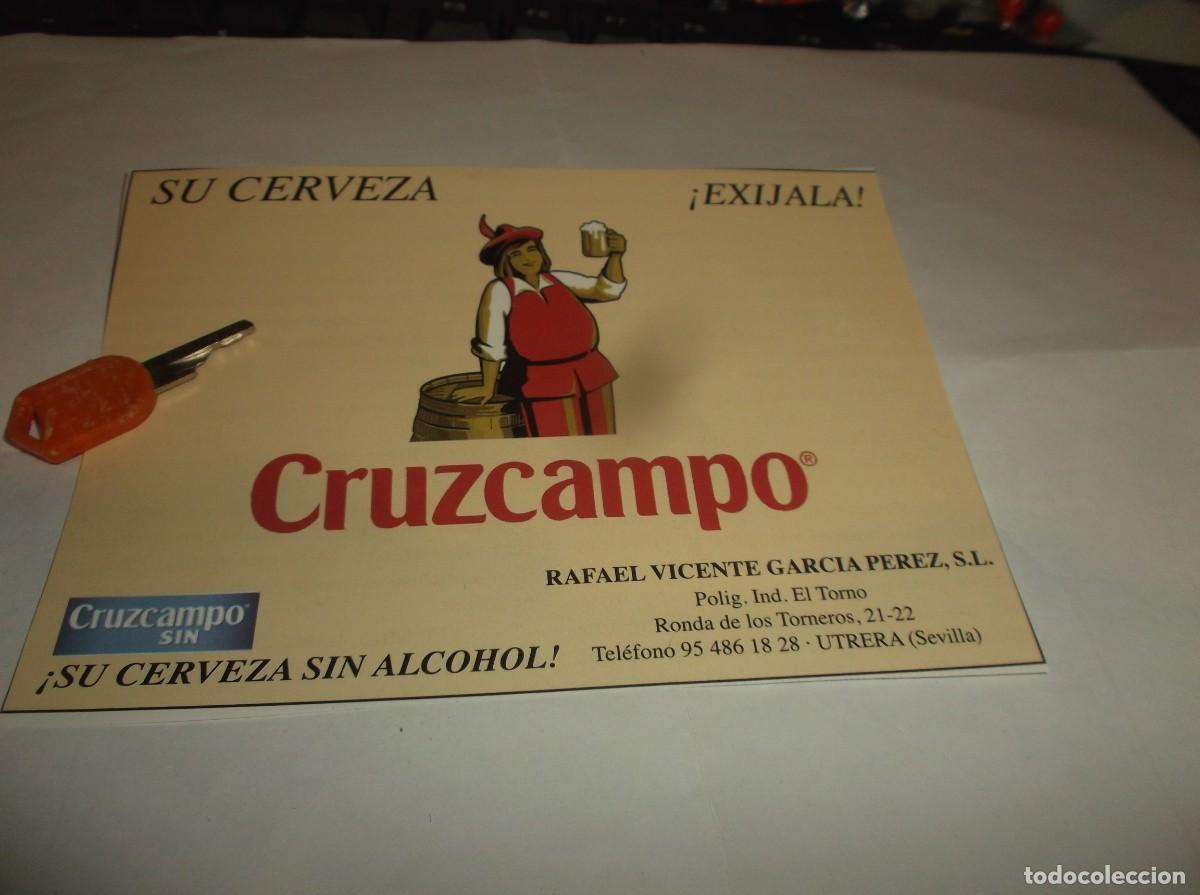 SU CERVEZA
¡EXIJALA!
Cruzcampo®
RAFAEL VICENTE GARCIA PEREZ, S.L.
Polig. Ind. El Torno
Ronda de los Torneros, 21-22
Teléfono 95 486 18 28 · UTRERA (Sevilla)
Cruzcampo®
SIN
¡SU CERVEZA SIN ALCOHOL!
todocoleccion